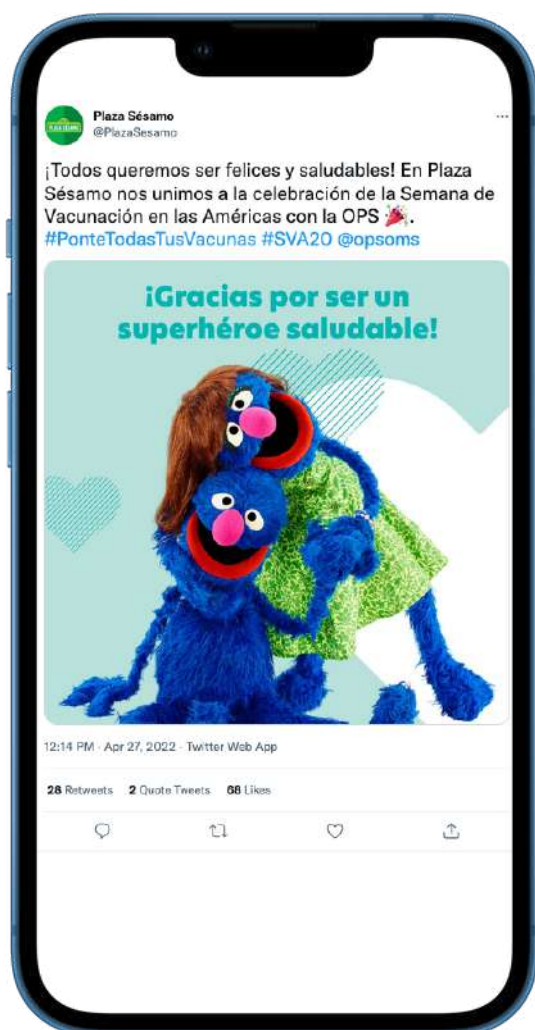 Plaza Sésamo
@PlazaSesamo
PLAZA SÉSAMO
¡Todos queremos ser felices y saludables! En Plaza
Sésamo nos unimos a la celebración de la Semana de
Vacunación en las Américas con la OPS 🎉.
#PonteTodasTusVacunas #SVA20 @opsoms
¡Gracias por ser un
superhéroe saludable!
12:14 PM · Apr 27, 2022 · Twitter Web App
28 Retweets 2 Quote Tweets 68 Likes